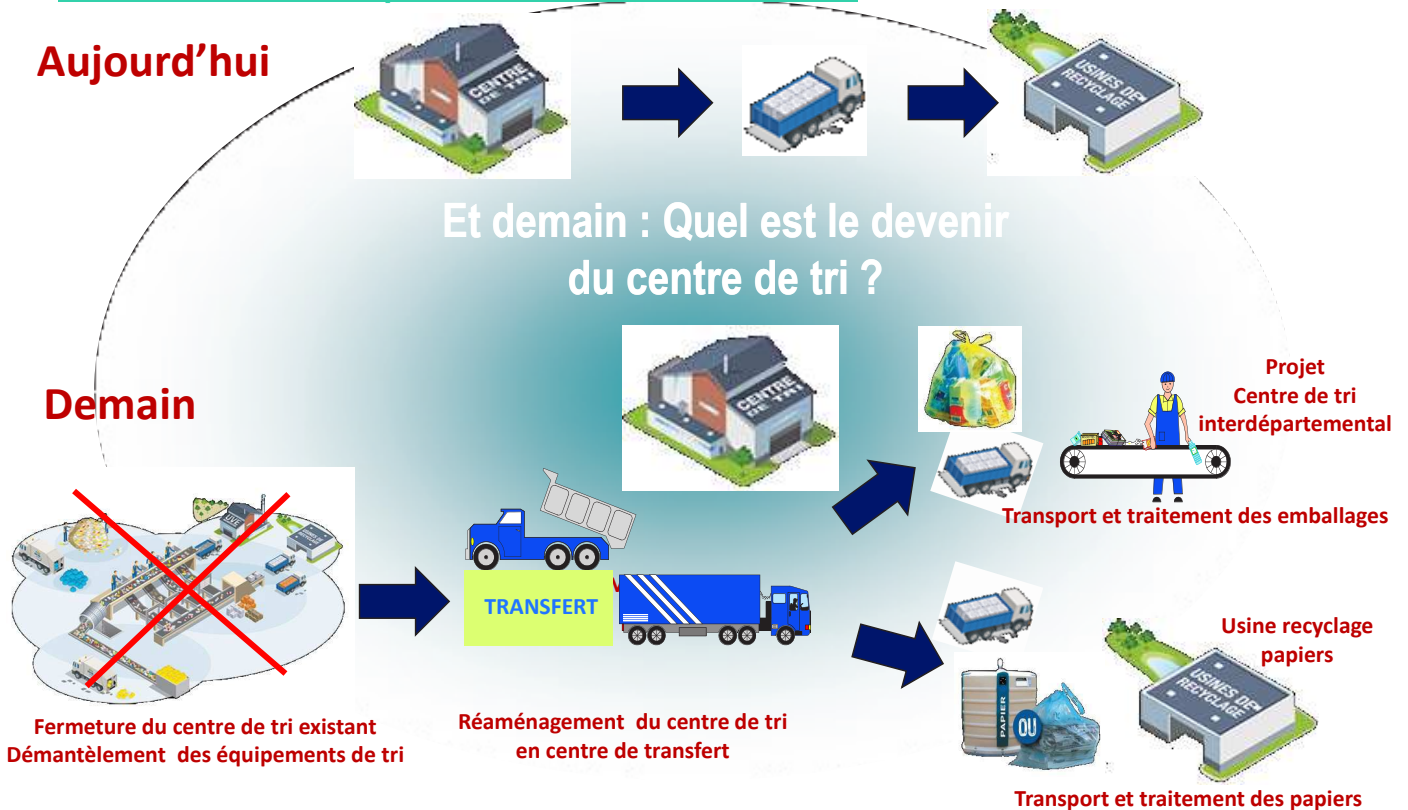 Aujourd’hui
CENTRE
DE TRI
USINES DE
RECYCLAGE
Et demain : Quel est le devenir
du centre de tri ?
Demain
CENTRE
DE TRI
Projet
Centre de tri
interdépartemental
Transport et traitement des emballages
UVE
TRANSFERT
Fermeture du centre de tri existant
Démantèlement des équipements de tri
Réaménagement du centre de tri
en centre de transfert
PAPIER
OU
Usine recyclage
papiers
USINES DE
RECYCLAGE
Transport et traitement des papiers